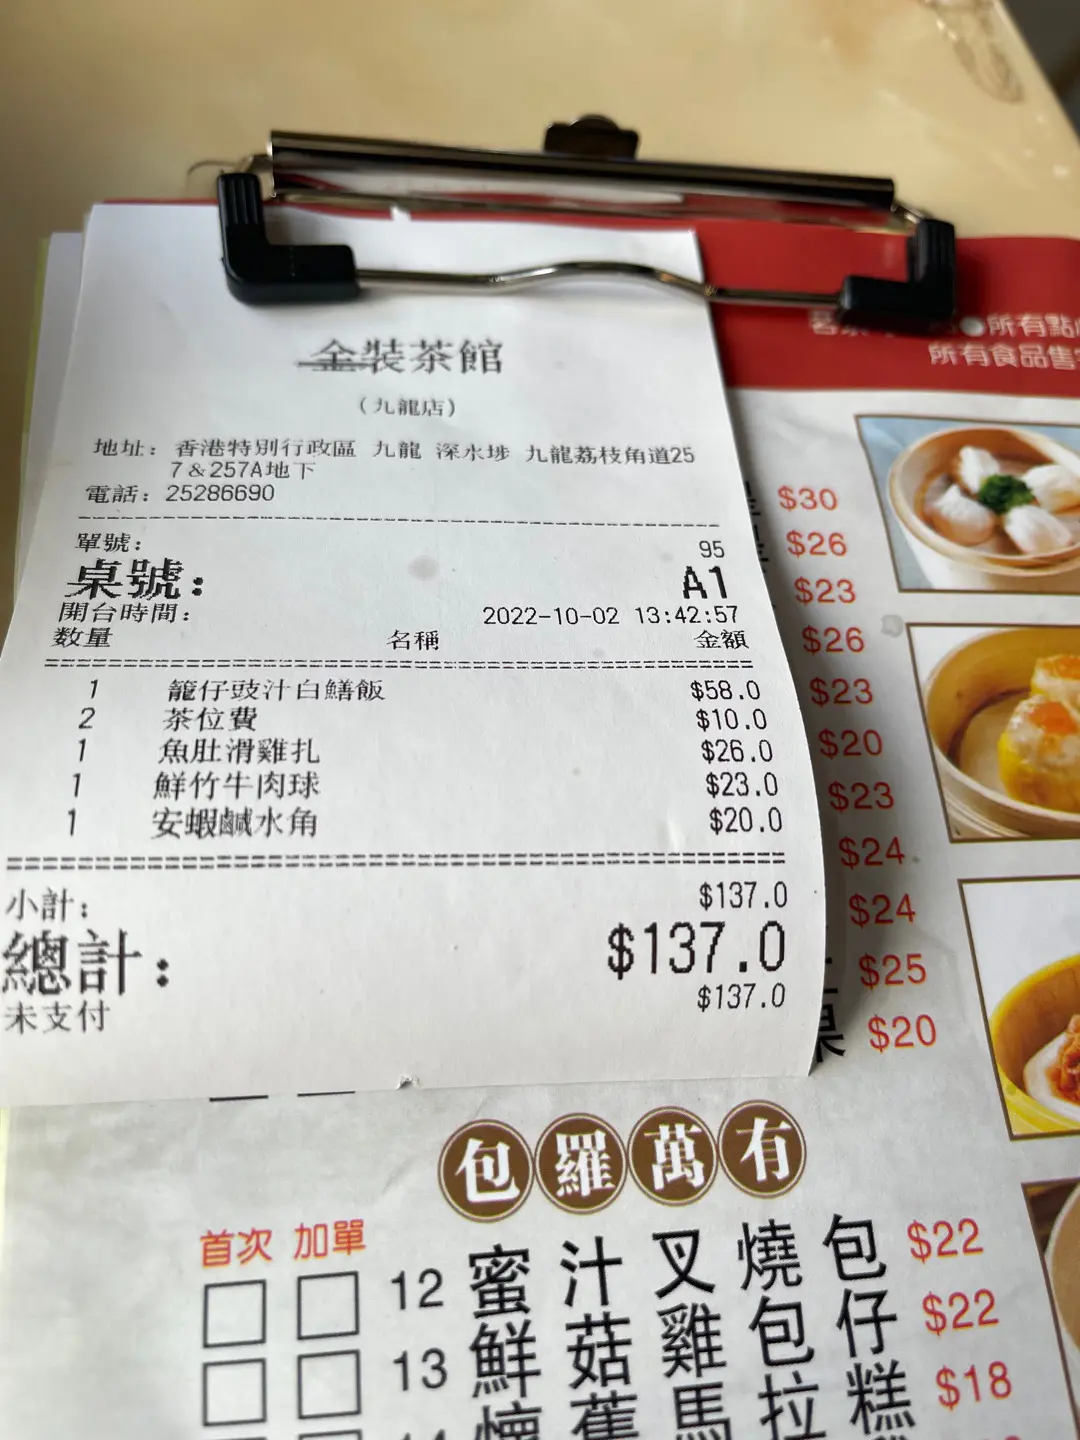 金裝茶館
(九龍店)
地址: 香港特別行政區 九龍 深水埗 九龍荔枝角道25
7&257A地下
電話: 25286690
單號: 95
桌號: A1
開台時間: 2022-10-02 13:42:57
数量 名稱 金額
1 籠仔豉汁白鱔飯 $58.0
2 茶位費 $10.0
1 魚肚滑雞扎 $26.0
1 鮮竹牛肉球 $23.0
1 安蝦鹹水角 $20.0
小計: $137.0
總計: $137.0
未支付 $137.0
●所有點
所有食品售
$30
$26
$23
$26
$23
$20
$23
$24
$24
$25
$20
包羅萬有
首次 加單
12 蜜汁叉燒包 $22
13 鮮菇雞包仔 $22
懷舊馬拉糕 $18